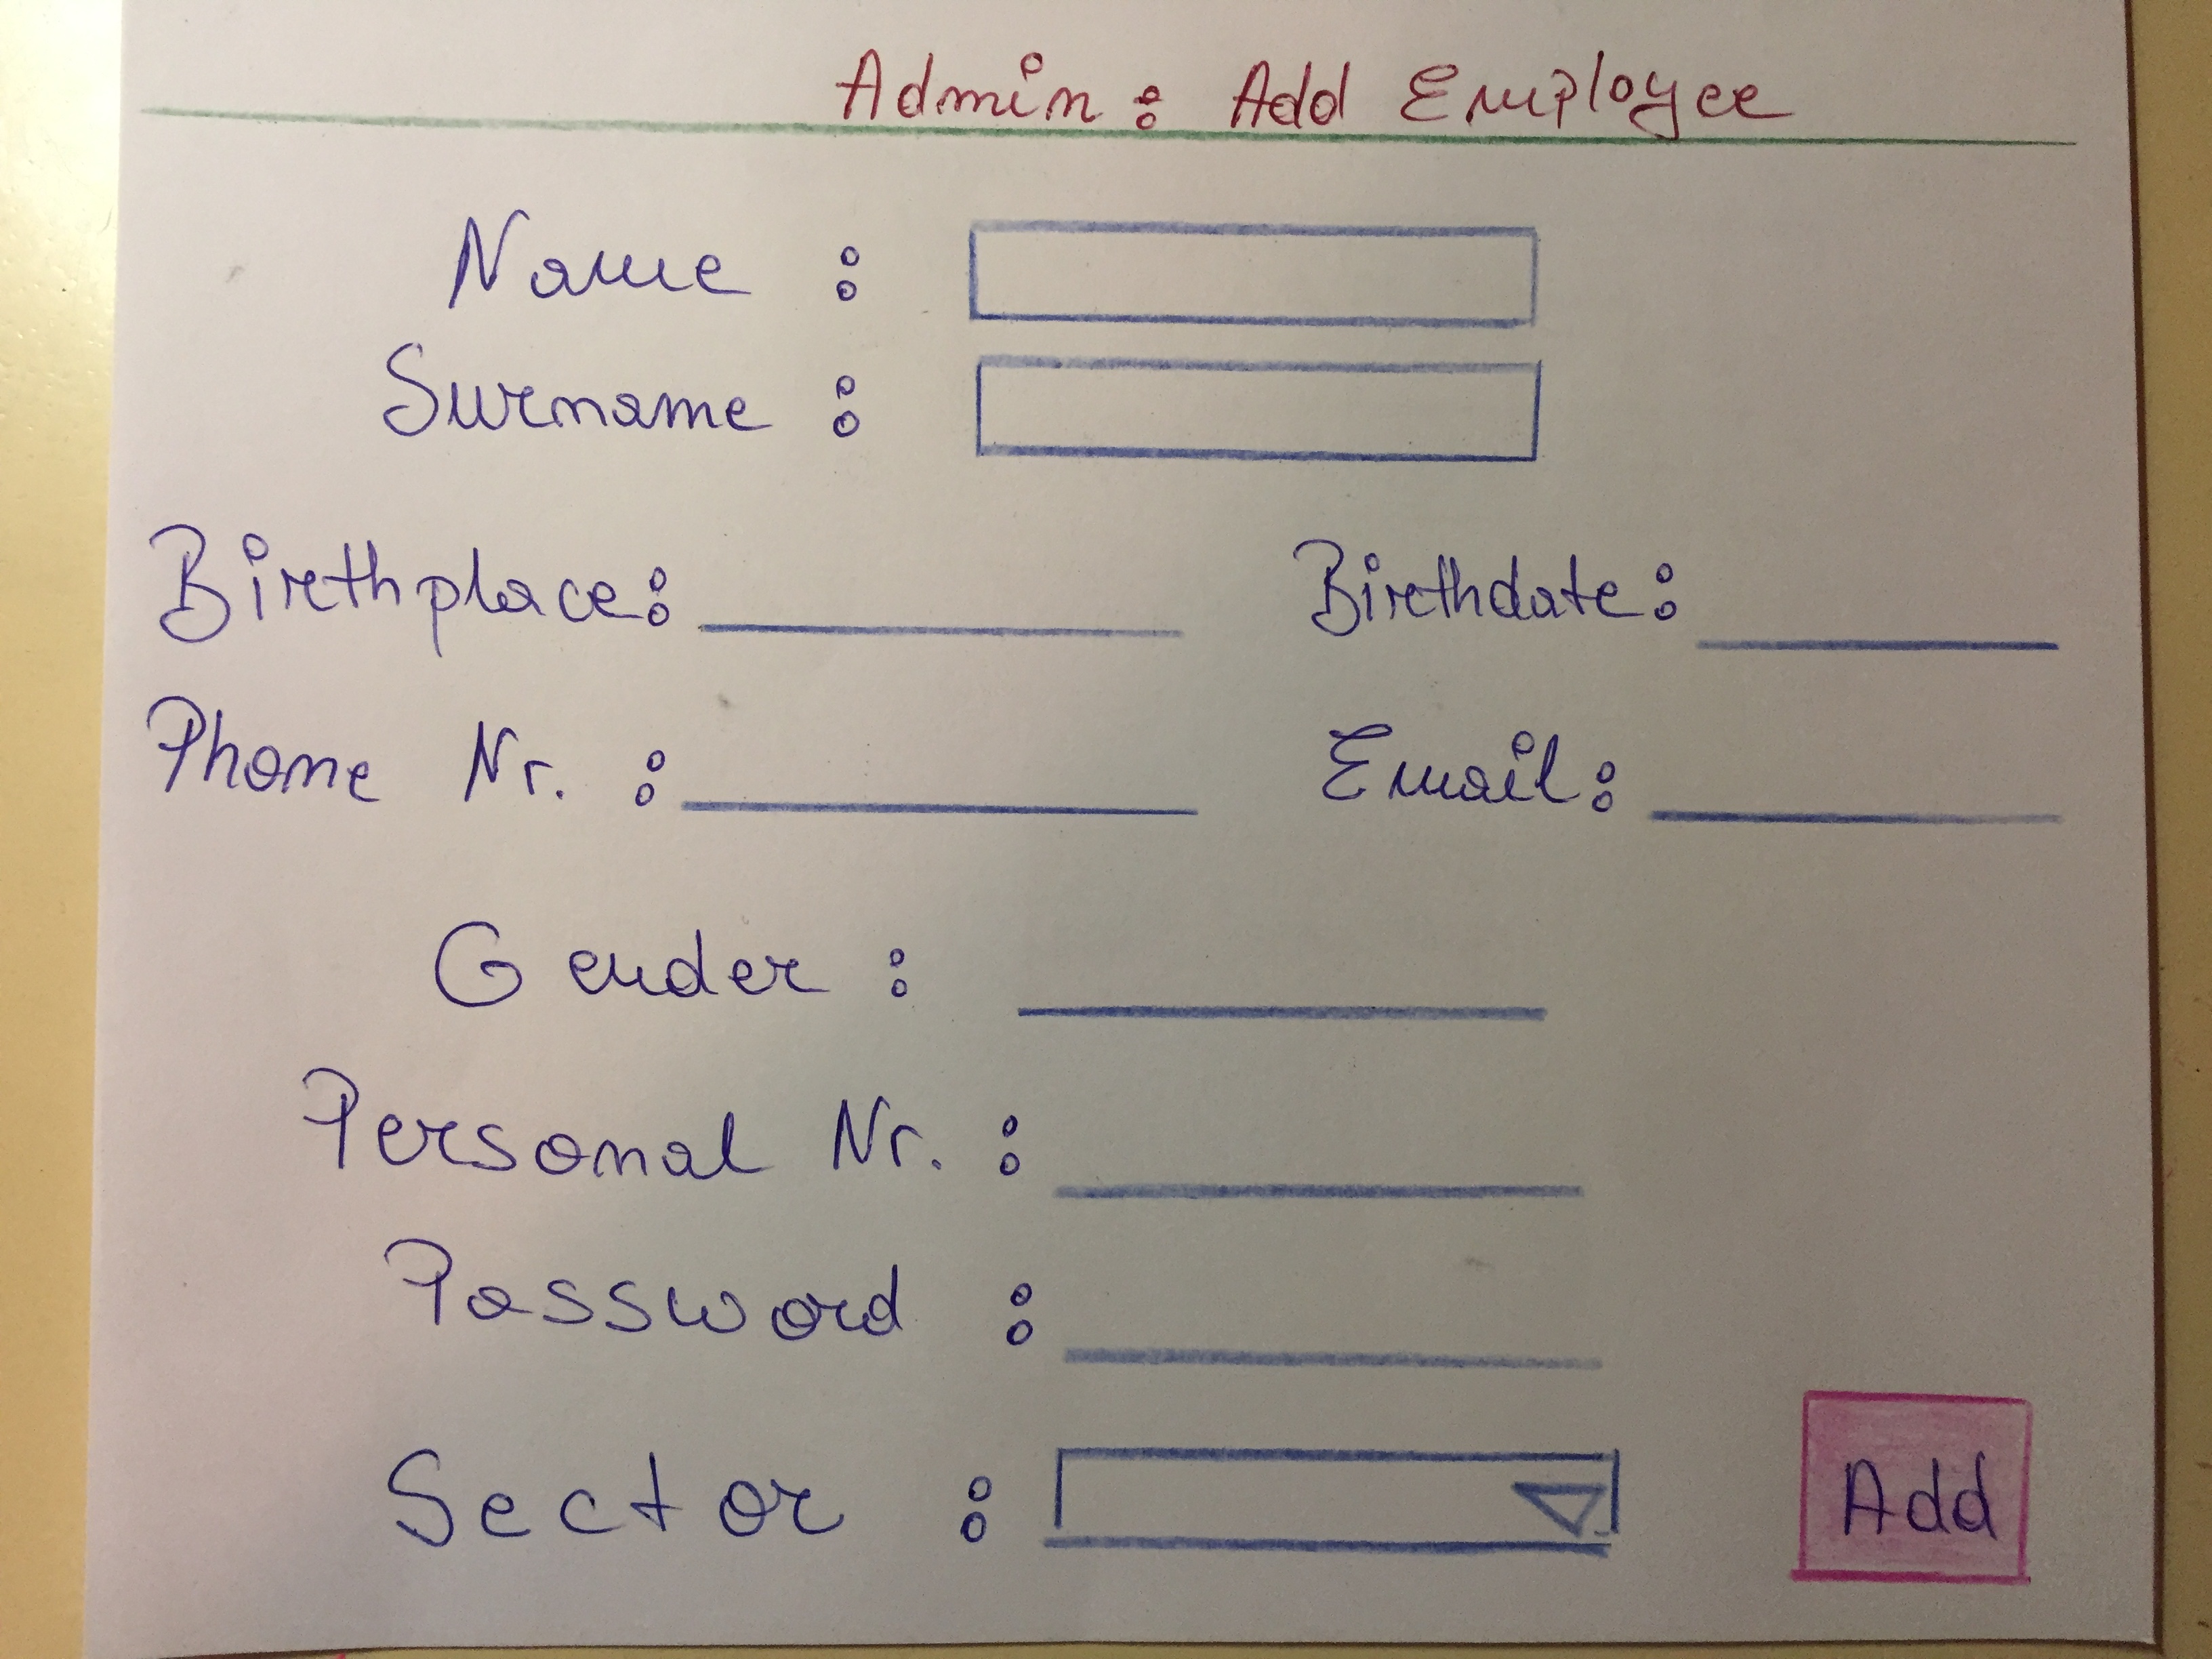 Admin: Add Employee
Name :
Surname :
Birthplace: Birthdate:
Phone Nr. : Email:
Gender :
Personal Nr. :
Password :
Sector :
Add